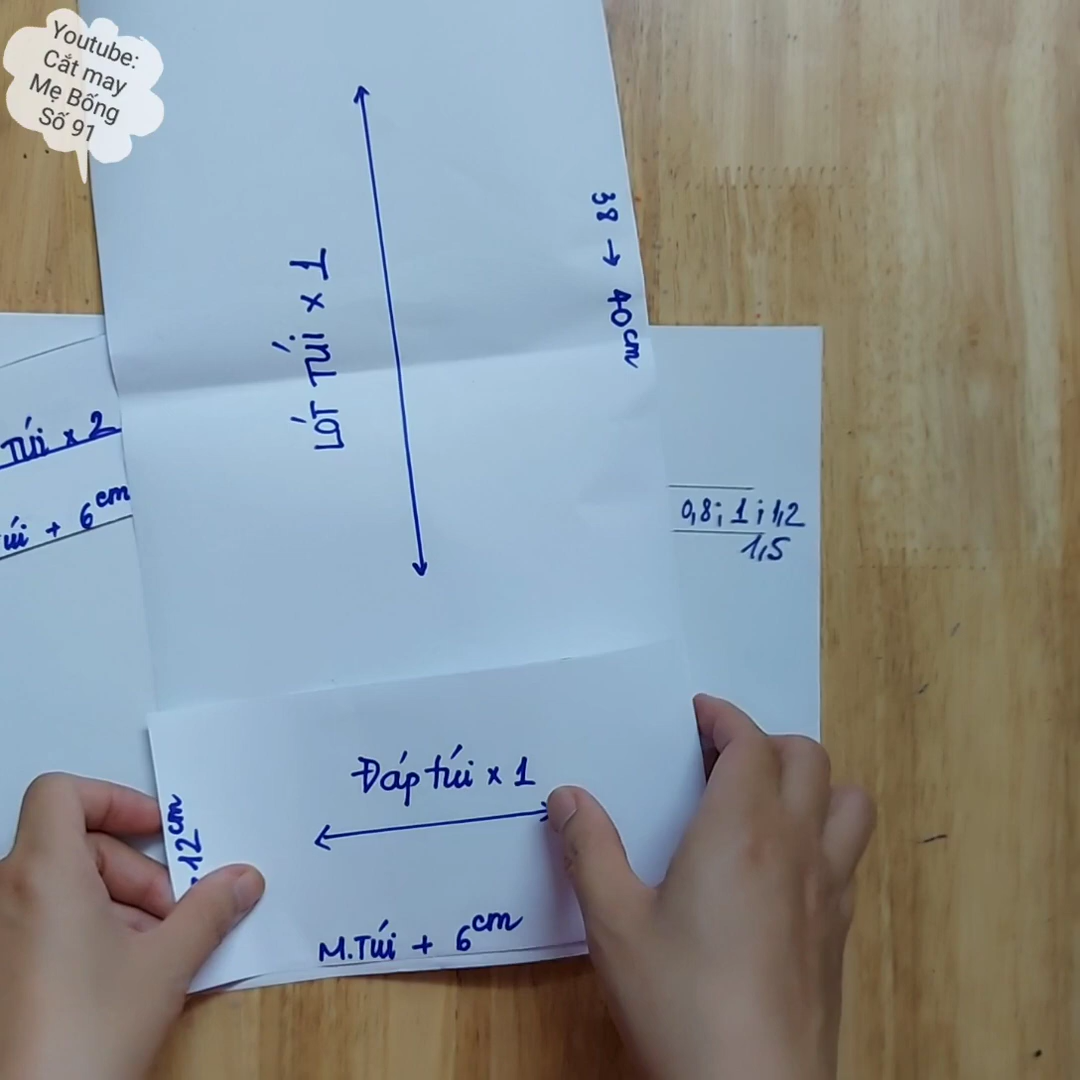 Youtube:
Cắt may
Mẹ Bống
Số 91
38 → 40cm
LÓT TÚI x 1
TÚI x 2
úi + 6cm
0,8; 1; 1,2
1,5
Đáp túi x 1
12cm
M.TÚI + 6cm